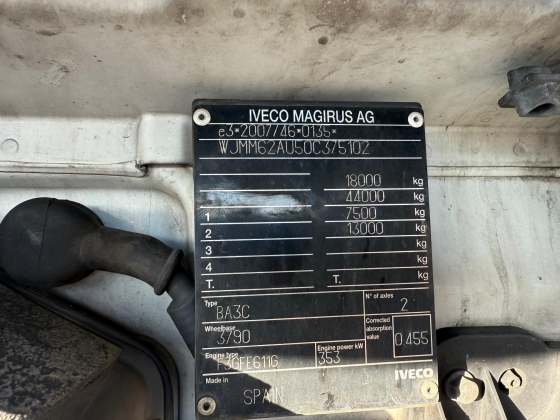 IVECO MAGIRUS AG
e3*2007/46*0135*
WJMM62AU50C375102
18000 kg
44000 kg
1 7500 kg
2 13000 kg
3 kg
4 kg
T. T. kg
Type BA3C N° of axles 2
Wheelbase 3790 Corrected absorption value 0.455
Engine type F3GFE611G Engine power kW 353
Made in SPAIN IVECO